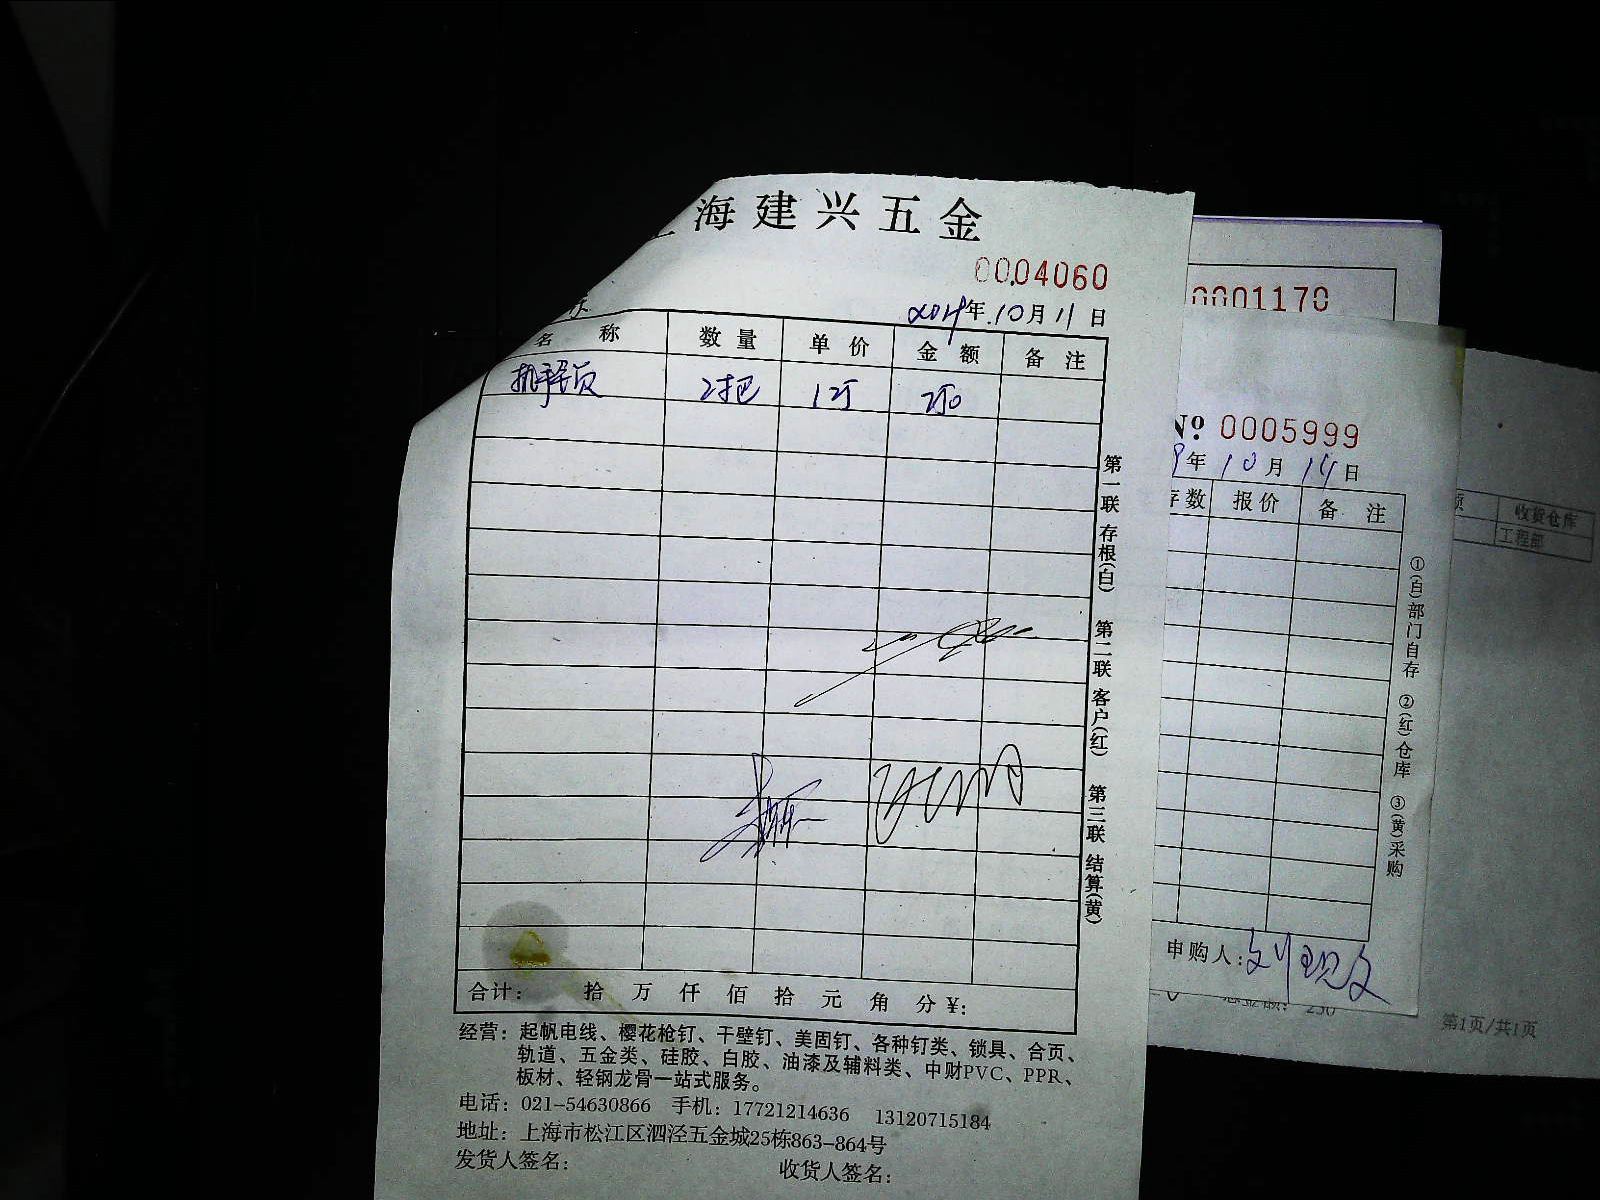 海建兴五金
0004060
年10月11日
名 称 数 量 单 价 金 额 备 注
2把
第一联 存根(白) 第二联 客户(红) 第三联 结算(黄)
合计: 拾 万 仟 佰 拾 元 角 分 ¥:
经营: 起帆电线、樱花枪钉、干壁钉、美固钉、各种钉类、锁具、合页、
轨道、五金类、硅胶、白胶、油漆及辅料类、中财PVC、PPR、
板材、轻钢龙骨一站式服务。
电话: 021-54630866 手机: 17721214636 13120715184
地址: 上海市松江区泗泾五金城25栋863-864号
发货人签名: 收货人签名:
0001170
Nº 0005999
9年10月14日
存数 报价 备 注
①(白)部门自存 ②(红)仓库 ③(黄)采购
申购人:
收货仓库
工程部
总金额: 250
第1页/共1页